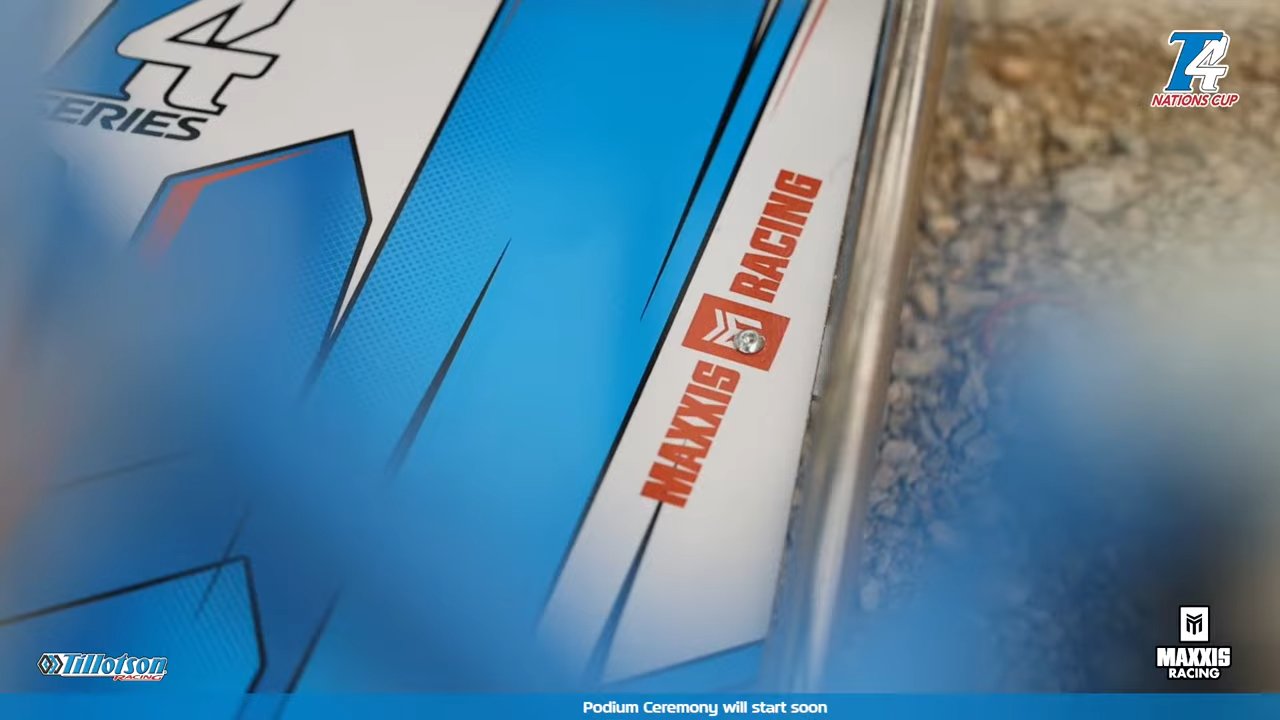 4
SERIES
T4
NATIONS CUP
MAXXIS RACING
Tillotson
RACING
MAXXIS
RACING
Podium Ceremony will start soon